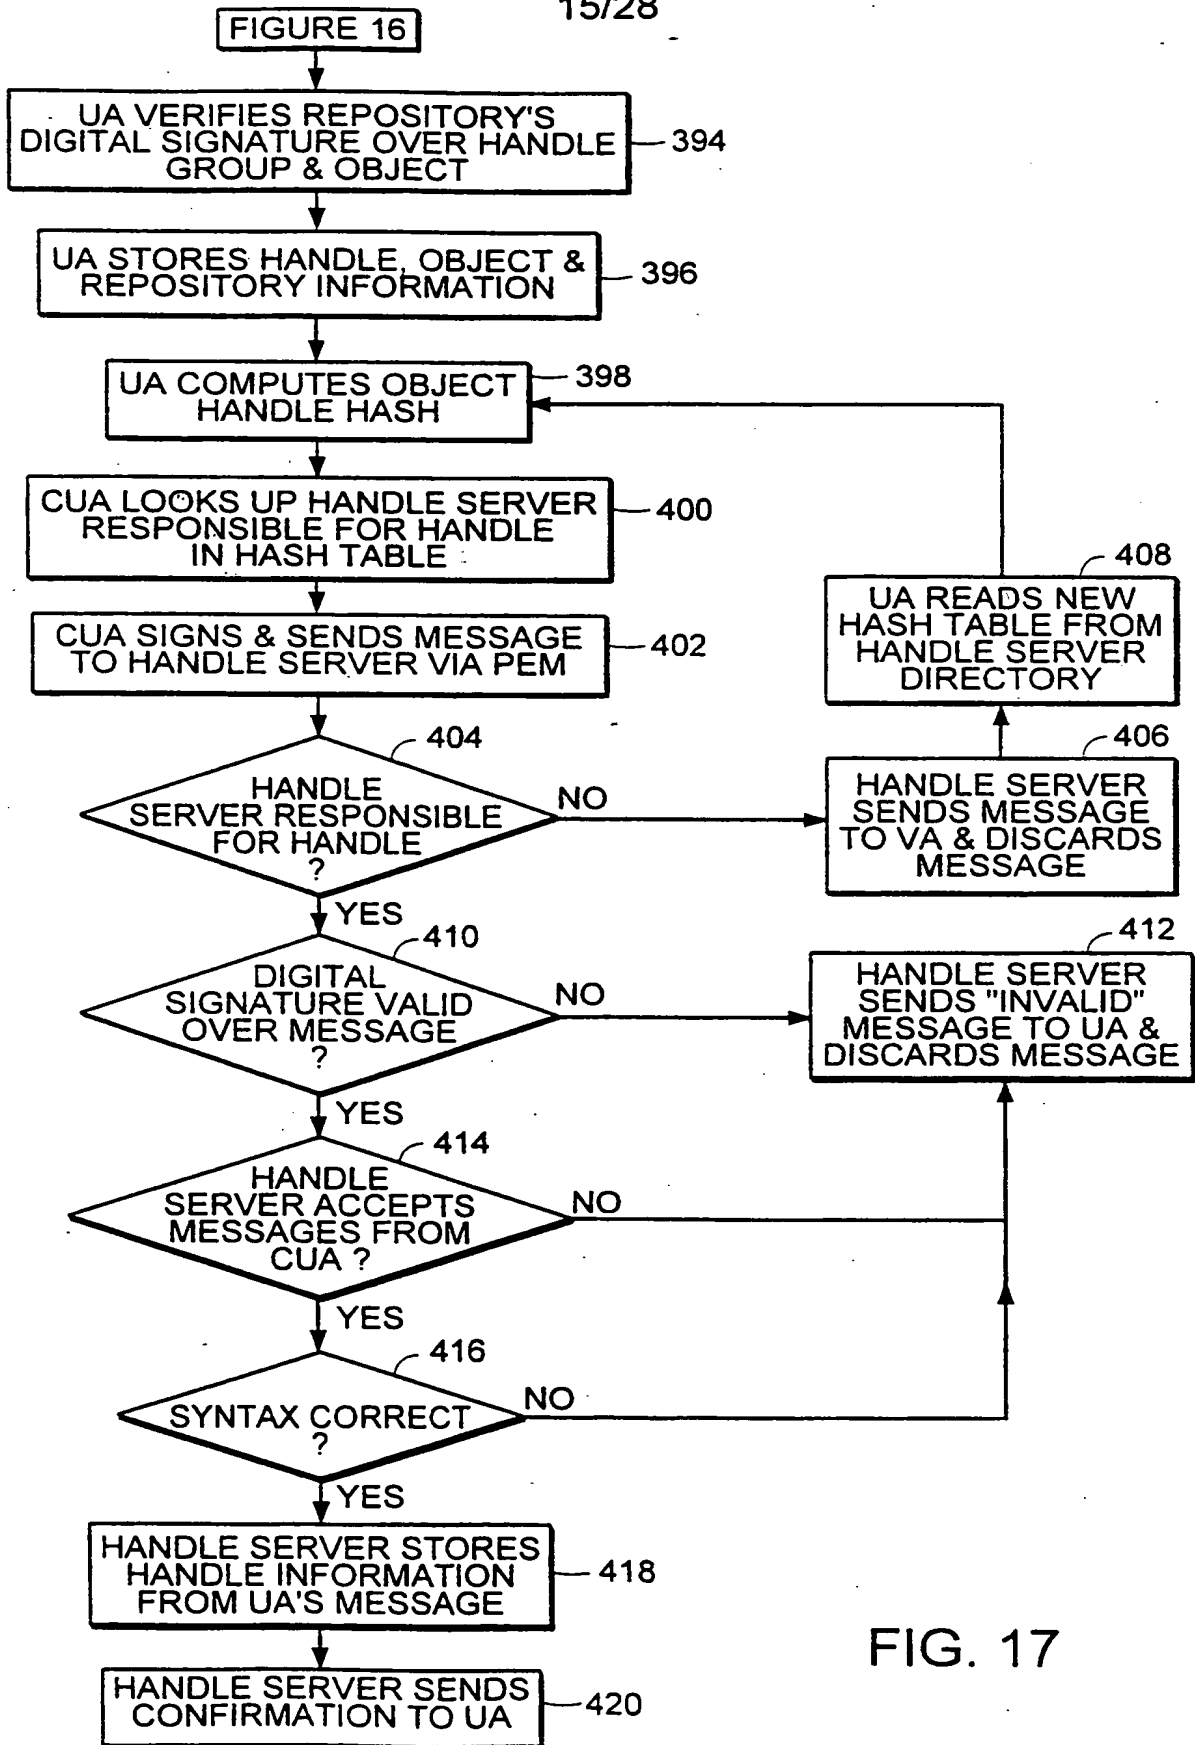 15/28
FIGURE 16
UA VERIFIES REPOSITORY'S
DIGITAL SIGNATURE OVER HANDLE
GROUP & OBJECT
394
UA STORES HANDLE, OBJECT &
REPOSITORY INFORMATION
396
UA COMPUTES OBJECT
HANDLE HASH
398
CUA LOOKS UP HANDLE SERVER
RESPONSIBLE FOR HANDLE
IN HASH TABLE
400
CUA SIGNS & SENDS MESSAGE
TO HANDLE SERVER VIA PEM
402
408
UA READS NEW
HASH TABLE FROM
HANDLE SERVER
DIRECTORY
404
HANDLE
SERVER RESPONSIBLE
FOR HANDLE
?
NO
406
HANDLE SERVER
SENDS MESSAGE
TO VA & DISCARDS
MESSAGE
YES
410
DIGITAL
SIGNATURE VALID
OVER MESSAGE
?
NO
412
HANDLE SERVER
SENDS "INVALID"
MESSAGE TO UA &
DISCARDS MESSAGE
YES
414
HANDLE
SERVER ACCEPTS
MESSAGES FROM
CUA ?
NO
YES
416
SYNTAX CORRECT
?
NO
YES
HANDLE SERVER STORES
HANDLE INFORMATION
FROM UA'S MESSAGE
418
HANDLE SERVER SENDS
CONFIRMATION TO UA
420
FIG. 17